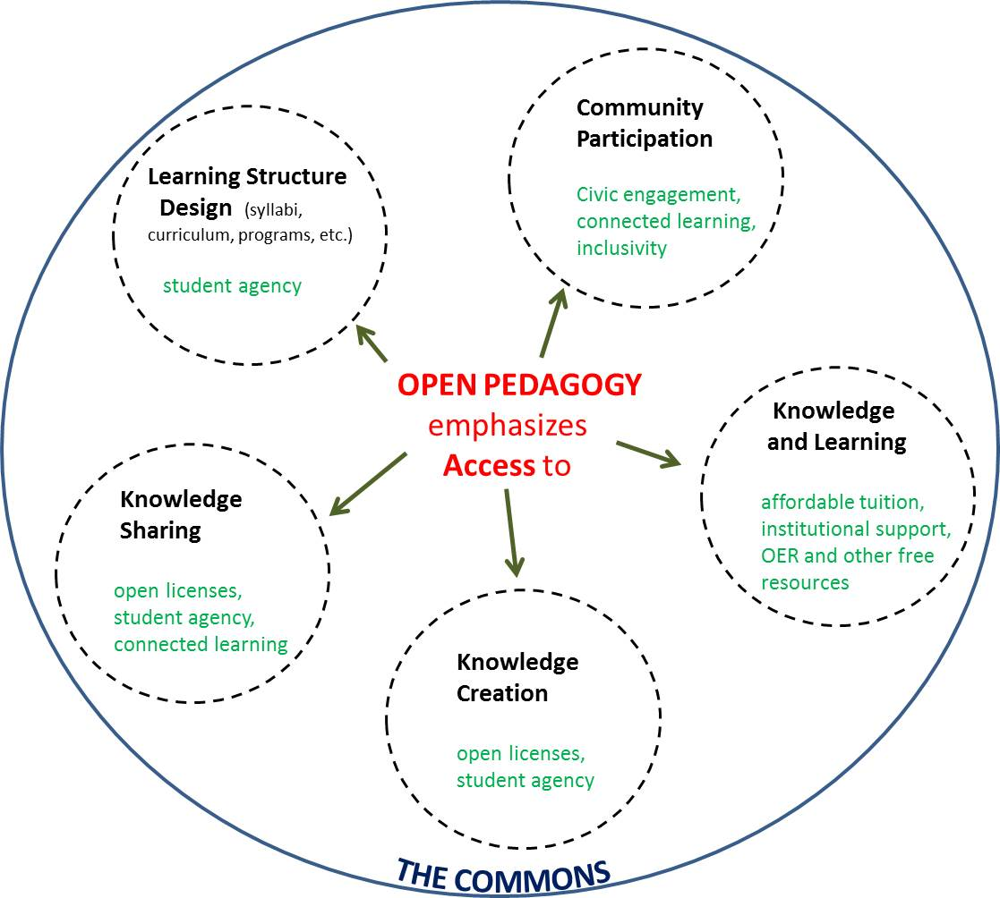 Community
Participation
Civic engagement,
connected learning,
inclusivity
Learning Structure
Design (syllabi,
curriculum, programs, etc.)
student agency
OPEN PEDAGOGY
emphasizes
Access to
Knowledge
and Learning
affordable tuition,
institutional support,
OER and other free
resources
Knowledge
Sharing
open licenses,
student agency,
connected learning
Knowledge
Creation
open licenses,
student agency
THE COMMONS